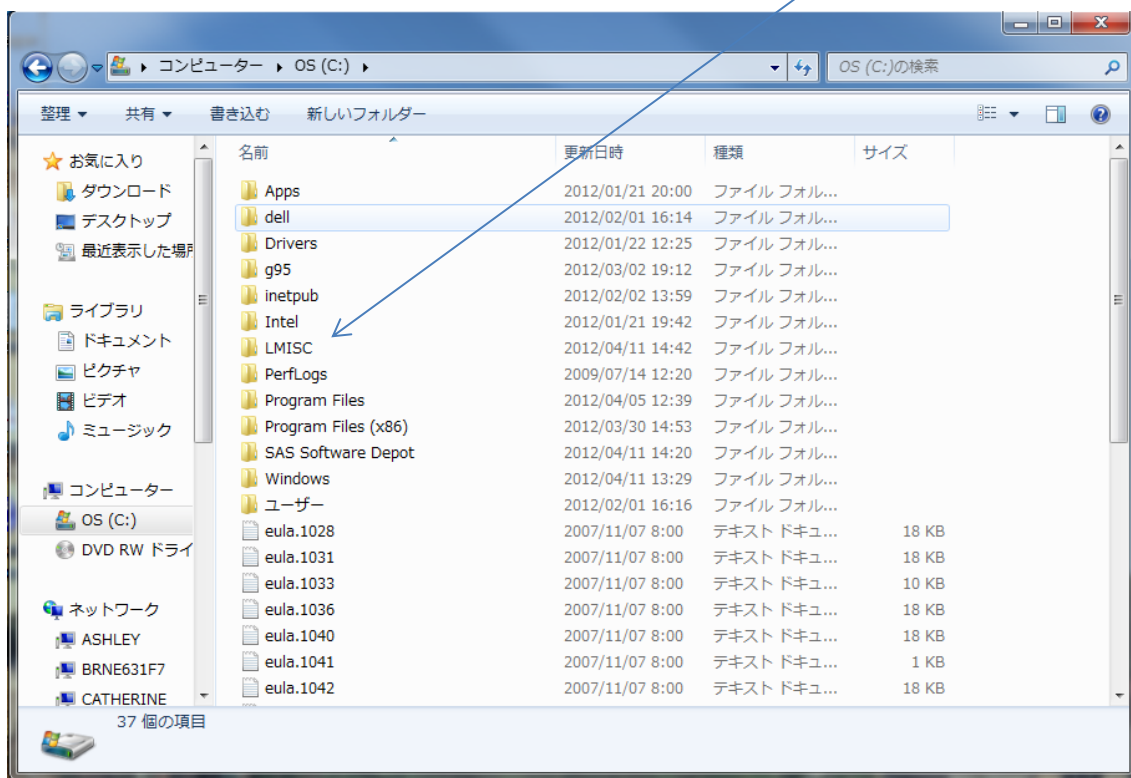 コンピューター ▸ OS (C:) ▸
OS (C:)の検索
整理 ▼ 共有 ▼ 書き込む 新しいフォルダー
お気に入り
ダウンロード
デスクトップ
最近表示した場所
ライブラリ
ドキュメント
ピクチャ
ビデオ
ミュージック
コンピューター
OS (C:)
DVD RW ドライ
ネットワーク
ASHLEY
BRNE631F7
CATHERINE
名前 更新日時 種類 サイズ
Apps 2012/01/21 20:00 ファイル フォル...
dell 2012/02/01 16:14 ファイル フォル...
Drivers 2012/01/22 12:25 ファイル フォル...
g95 2012/03/02 19:12 ファイル フォル...
inetpub 2012/02/02 13:59 ファイル フォル...
Intel 2012/01/21 19:42 ファイル フォル...
LMISC 2012/04/11 14:42 ファイル フォル...
PerfLogs 2009/07/14 12:20 ファイル フォル...
Program Files 2012/04/05 12:39 ファイル フォル...
Program Files (x86) 2012/03/30 14:53 ファイル フォル...
SAS Software Depot 2012/04/11 14:20 ファイル フォル...
Windows 2012/04/11 13:29 ファイル フォル...
ユーザー 2012/02/01 16:16 ファイル フォル...
eula.1028 2007/11/07 8:00 テキスト ドキュ... 18 KB
eula.1031 2007/11/07 8:00 テキスト ドキュ... 18 KB
eula.1033 2007/11/07 8:00 テキスト ドキュ... 10 KB
eula.1036 2007/11/07 8:00 テキスト ドキュ... 18 KB
eula.1040 2007/11/07 8:00 テキスト ドキュ... 18 KB
eula.1041 2007/11/07 8:00 テキスト ドキュ... 1 KB
eula.1042 2007/11/07 8:00 テキスト ドキュ... 18 KB
37 個の項目